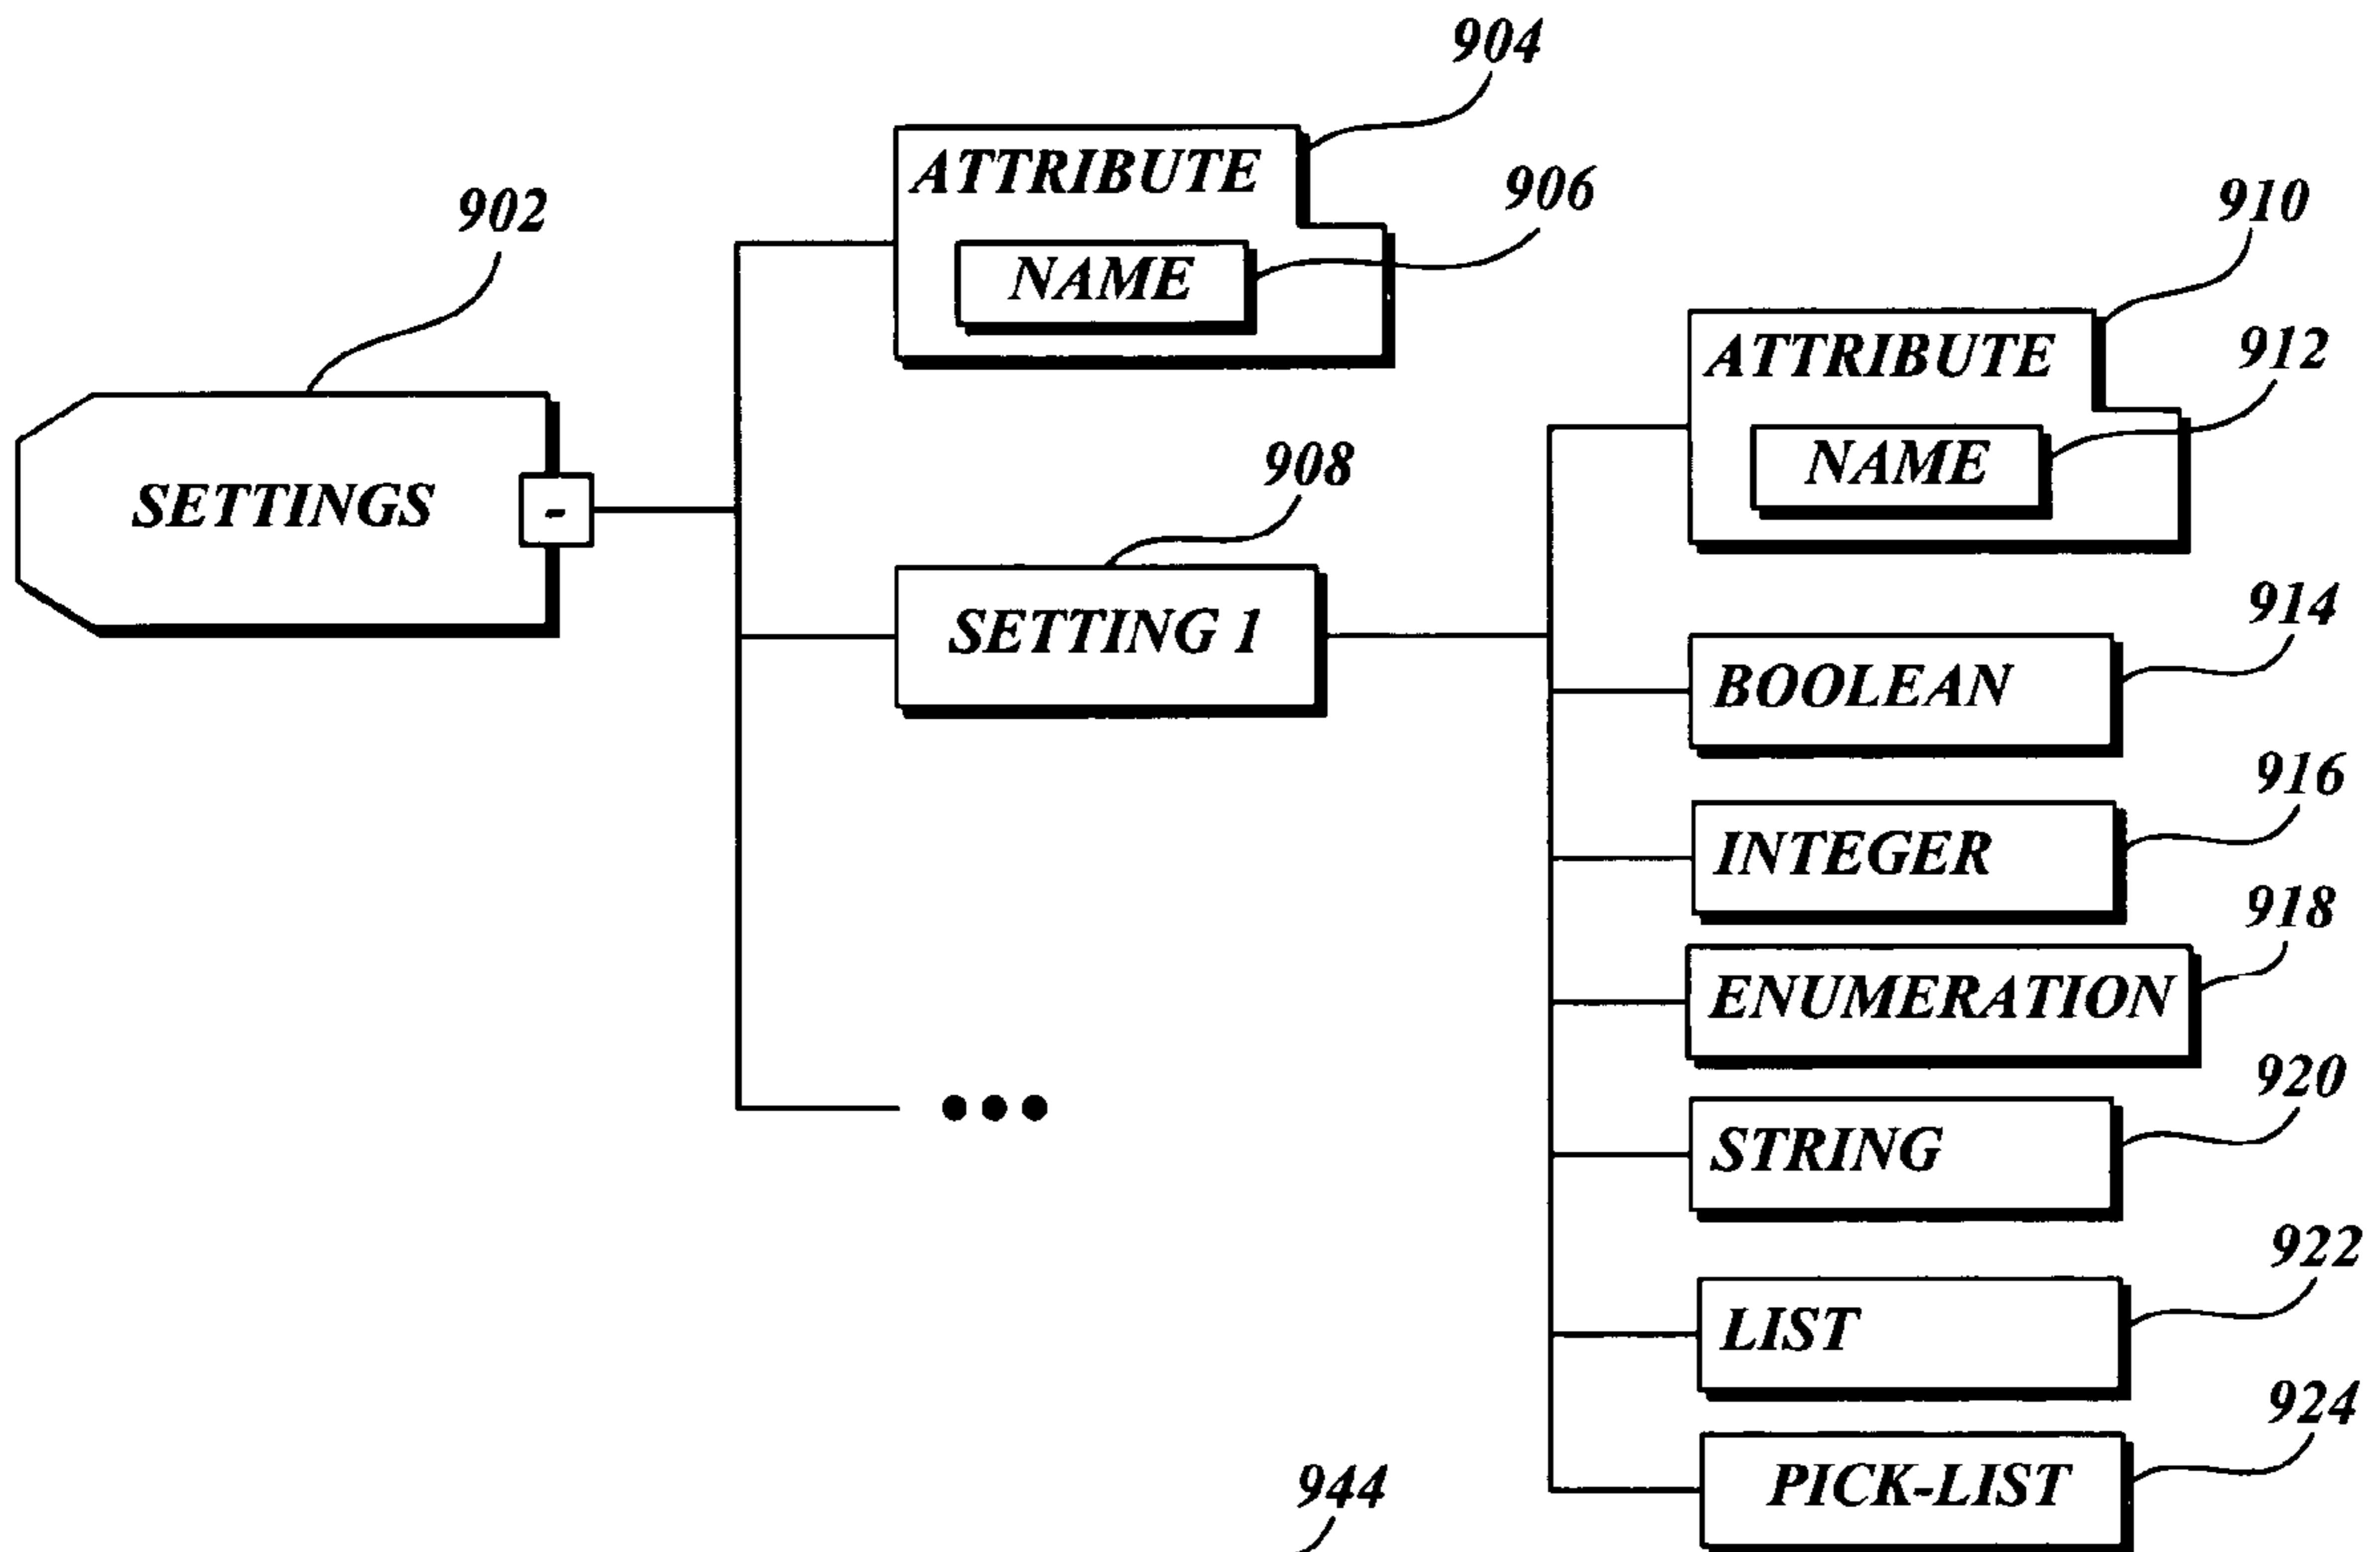 904
ATTRIBUTE
906
NAME
902
SETTINGS
-
908
SETTING 1
910
ATTRIBUTE
912
NAME
914
BOOLEAN
916
INTEGER
918
ENUMERATION
920
STRING
922
LIST
924
PICK-LIST
•••
944